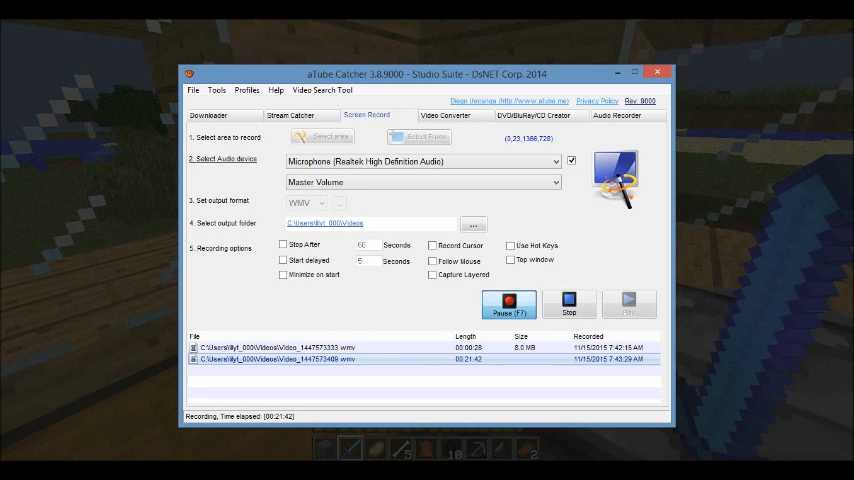 aTube Catcher 3.8.9000 - Studio Suite - DsNET Corp. 2014
File Tools Profiles Help Video Search Tool
Diego Uscanga (http://www.atube.me) Privacy Policy Rev. 9000
Downloader Stream Catcher Screen Record Video Converter DVD/BluRay/CD Creator Audio Recorder
1. Select area to record Select area Select Frame (0,23,1366,728)
2. Select Audio device Microphone (Realtek High Definition Audio)
Master Volume
3. Set output format WMV ...
4. Select output folder C:\Users\lilyt_000\Videos ...
5. Recording options Stop After 60 Seconds Record Cursor Use Hot Keys
Start delayed 5 Seconds Follow Mouse Top window
Minimize on start Capture Layered
Pause (F7) Stop Play
File Length Size Recorded
C:\Users\lilyt_000\Videos\Video_1447573333.wmv 00:00:28 8.0 MB 11/15/2015 7:42:15 AM
C:\Users\lilyt_000\Videos\Video_1447573409.wmv 00:21:42 11/15/2015 7:43:29 AM
Recording, Time elapsed: [00:21:42]
5 10 2